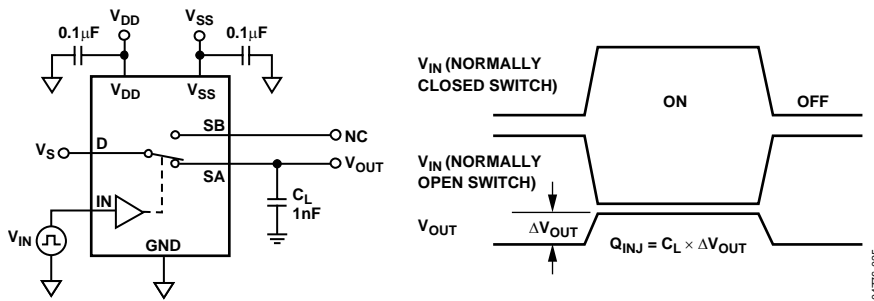 VDD
VSS
0.1µF
0.1µF
VDD
VSS
SB
NC
VS
D
SA
VOUT
IN
CL
1nF
VIN
GND
VIN (NORMALLY
CLOSED SWITCH)
ON
OFF
VIN (NORMALLY
OPEN SWITCH)
VOUT
ΔVOUT
QINJ = CL × ΔVOUT